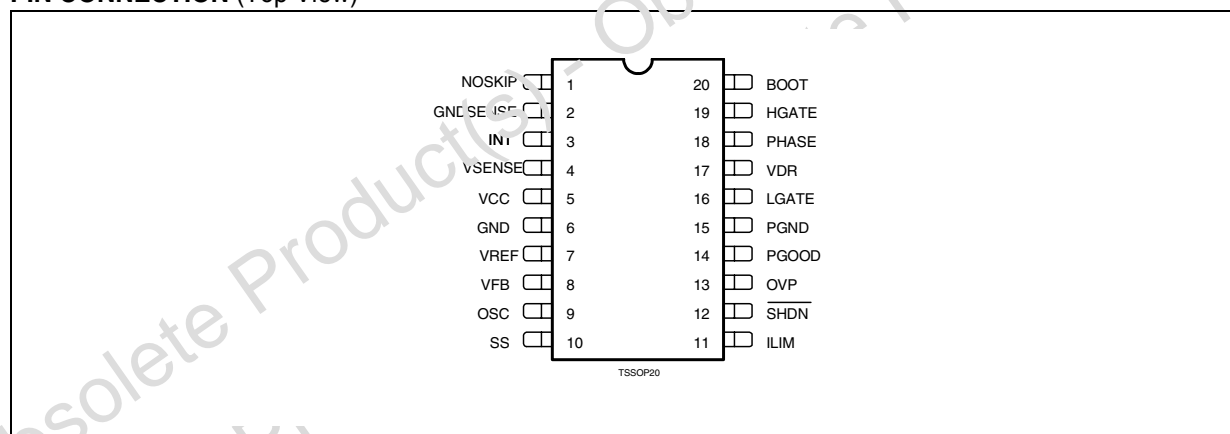 PIN CONNECTION (Top View)
NOSKIP 1 20 BOOT
GNDSENSE 2 19 HGATE
INT 3 18 PHASE
VSENSE 4 17 VDR
VCC 5 16 LGATE
GND 6 15 PGND
VREF 7 14 PGOOD
VFB 8 13 OVP
OSC 9 12 SHDN
SS 10 11 ILIM
TSSOP20
Obsolete Product(s) - Ob